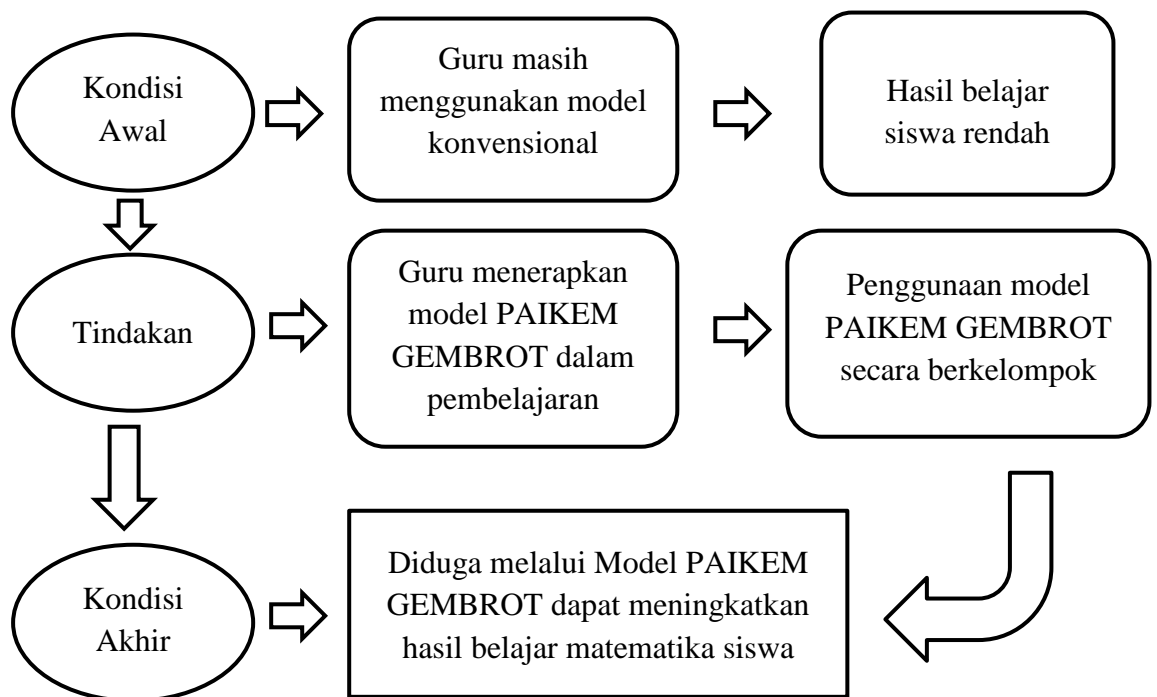 Kondisi
Awal
Guru masih
menggunakan model
konvensional
Hasil belajar
siswa rendah
Tindakan
Guru menerapkan
model PAIKEM
GEMBROT dalam
pembelajaran
Penggunaan model
PAIKEM GEMBROT
secara berkelompok
Kondisi
Akhir
Diduga melalui Model PAIKEM
GEMBROT dapat meningkatkan
hasil belajar matematika siswa